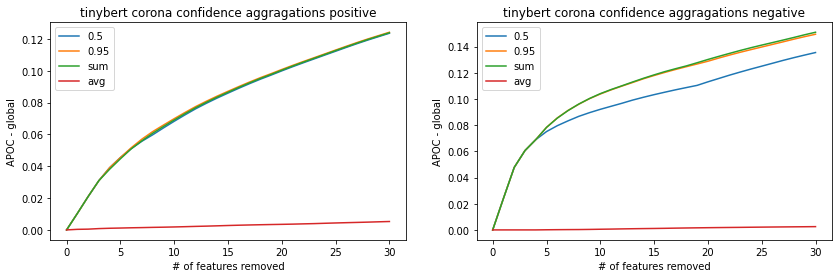 tinybert corona confidence aggragations positive
0.12
0.10
0.08
0.06
0.04
0.02
0.00
APOC - global
0.5
0.95
sum
avg
0 5 10 15 20 25 30
# of features removed
tinybert corona confidence aggragations negative
0.14
0.12
0.10
0.08
0.06
0.04
0.02
0.00
APOC - global
0.5
0.95
sum
avg
0 5 10 15 20 25 30
# of features removed